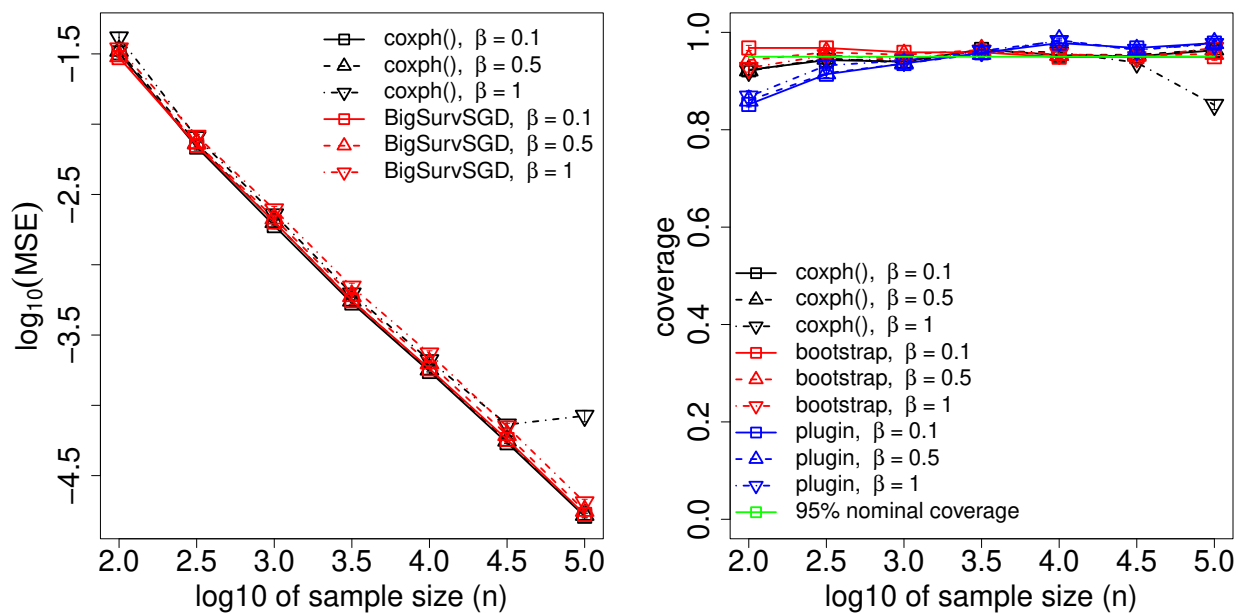 log₁₀(MSE)
−1.5
−2.5
−3.5
−4.5
coxph(), β = 0.1
coxph(), β = 0.5
coxph(), β = 1
BigSurvSGD, β = 0.1
BigSurvSGD, β = 0.5
BigSurvSGD, β = 1
2.0 2.5 3.0 3.5 4.0 4.5 5.0
log10 of sample size (n)
coverage
1.0
0.8
0.6
0.4
0.2
0.0
coxph(), β = 0.1
coxph(), β = 0.5
coxph(), β = 1
bootstrap, β = 0.1
bootstrap, β = 0.5
bootstrap, β = 1
plugin, β = 0.1
plugin, β = 0.5
plugin, β = 1
95% nominal coverage
2.0 2.5 3.0 3.5 4.0 4.5 5.0
log10 of sample size (n)